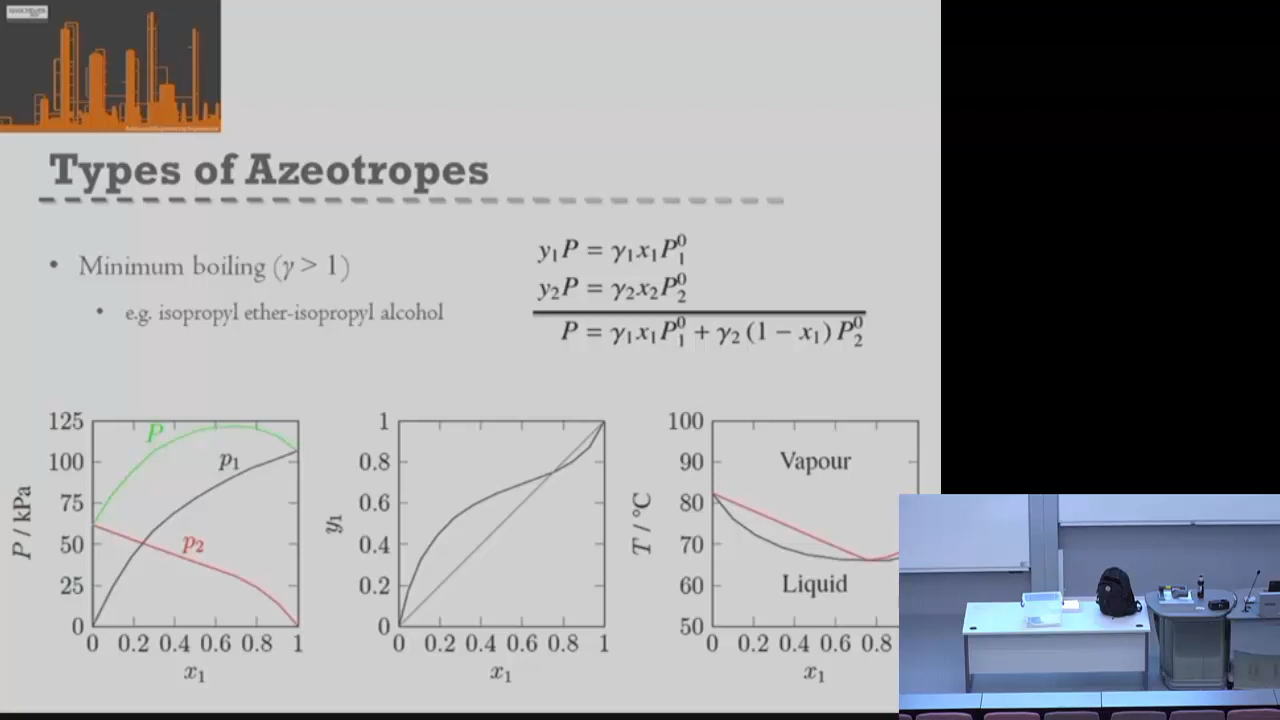 Types of Azeotropes
• Minimum boiling (γ > 1)
• e.g. isopropyl ether-isopropyl alcohol
y₁P = γ₁x₁P₁⁰
y₂P = γ₂x₂P₂⁰
P = γ₁x₁P₁⁰ + γ₂ (1 − x₁) P₂⁰
125
100
75
50
25
0
P / kPa
P
p₁
p₂
0 0.2 0.4 0.6 0.8 1
x₁
1
0.8
0.6
0.4
0.2
0
y₁
0 0.2 0.4 0.6 0.8 1
x₁
100
90
80
70
60
50
T / °C
Vapour
Liquid
0 0.2 0.4 0.6 0.8
x₁